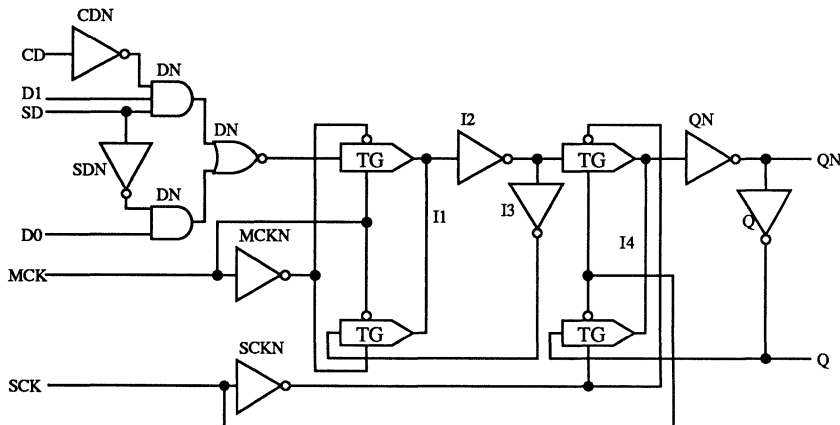 CDN
CD
DN
D1
SD
DN
I2
QN
TG
TG
QN
SDN
DN
I3
I1
Q
D0
MCKN
I4
MCK
TG
TG
SCKN
Q
SCK